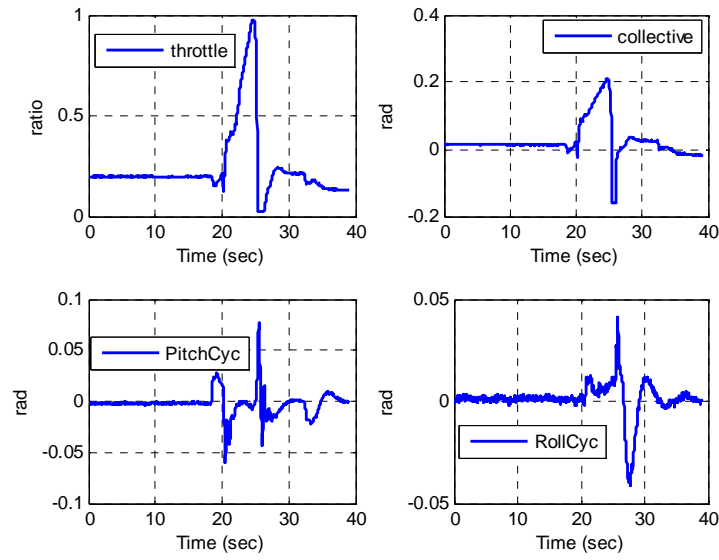 1
0.5
0
ratio
throttle
0 10 20 30 40
Time (sec)
0.4
0.2
0
-0.2
rad
collective
0 10 20 30 40
Time (sec)
0.1
0.05
0
-0.05
-0.1
rad
PitchCyc
0 10 20 30 40
Time (sec)
0.05
0
-0.05
rad
RollCyc
0 10 20 30 40
Time (sec)